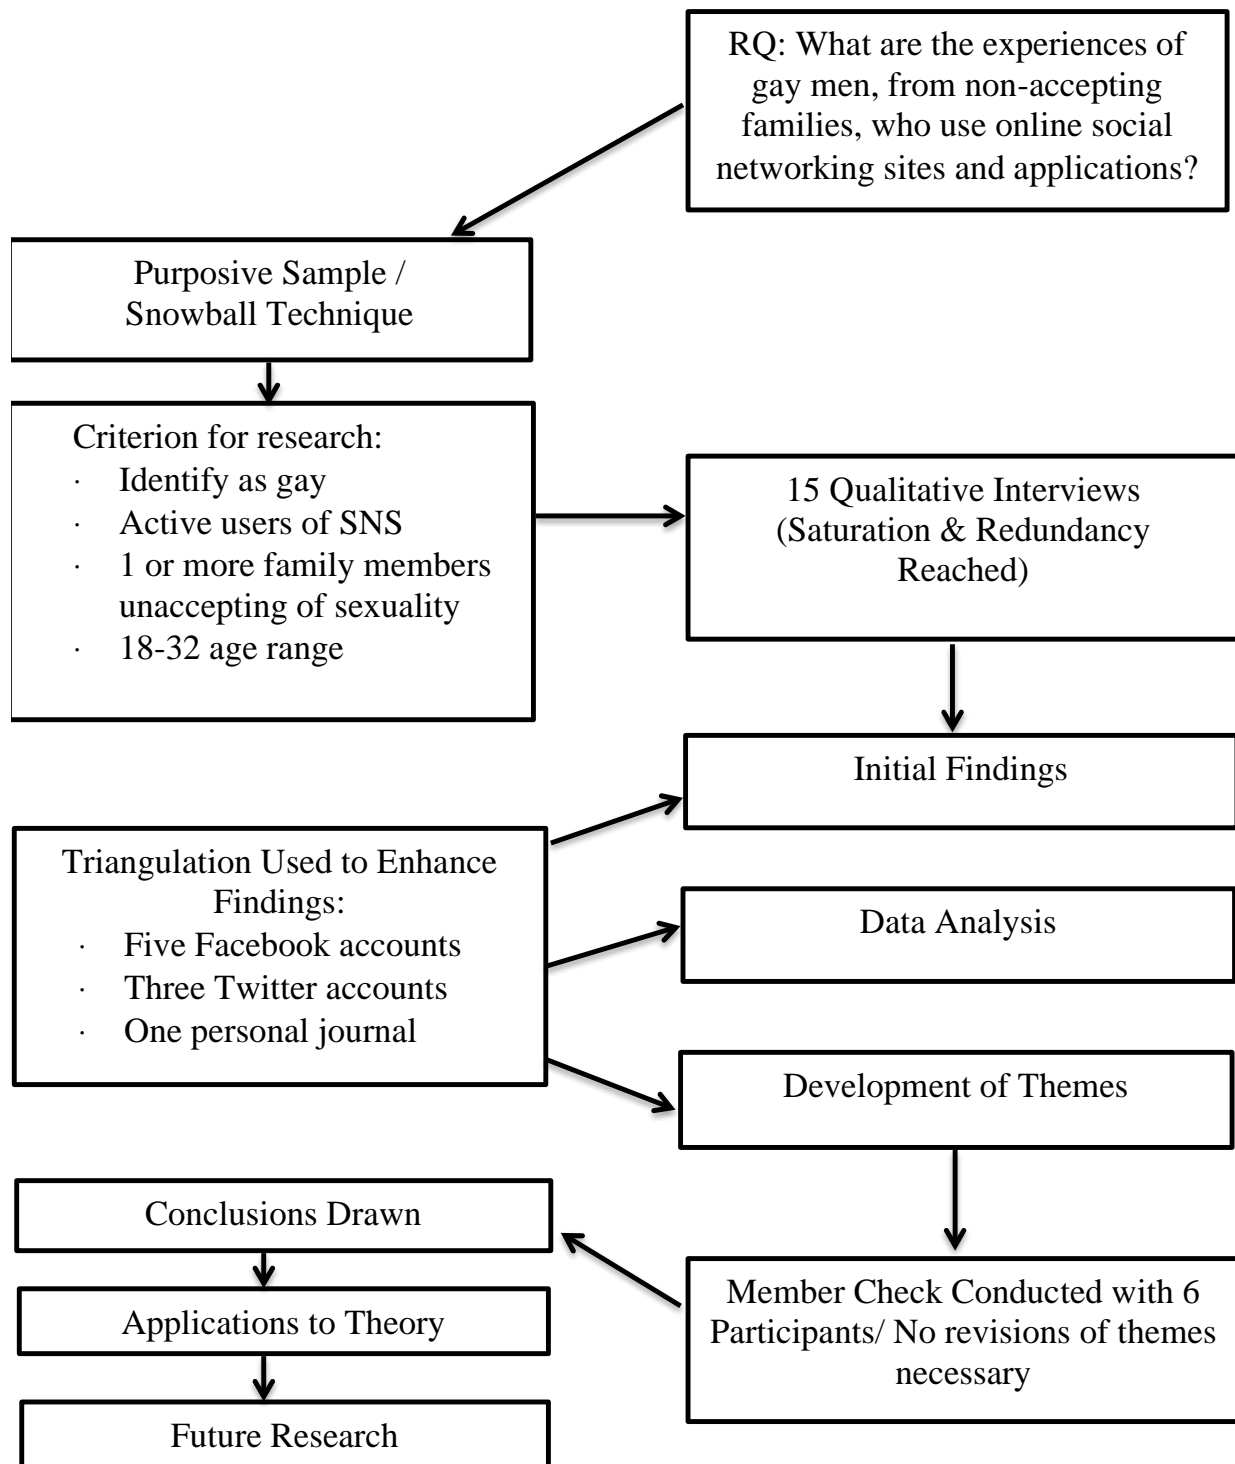 RQ: What are the experiences of
gay men, from non-accepting
families, who use online social
networking sites and applications?
Purposive Sample /
Snowball Technique
Criterion for research:
· Identify as gay
· Active users of SNS
· 1 or more family members
unaccepting of sexuality
· 18-32 age range
15 Qualitative Interviews
(Saturation & Redundancy
Reached)
Initial Findings
Triangulation Used to Enhance
Findings:
· Five Facebook accounts
· Three Twitter accounts
· One personal journal
Data Analysis
Development of Themes
Member Check Conducted with 6
Participants/ No revisions of themes
necessary
Conclusions Drawn
Applications to Theory
Future Research